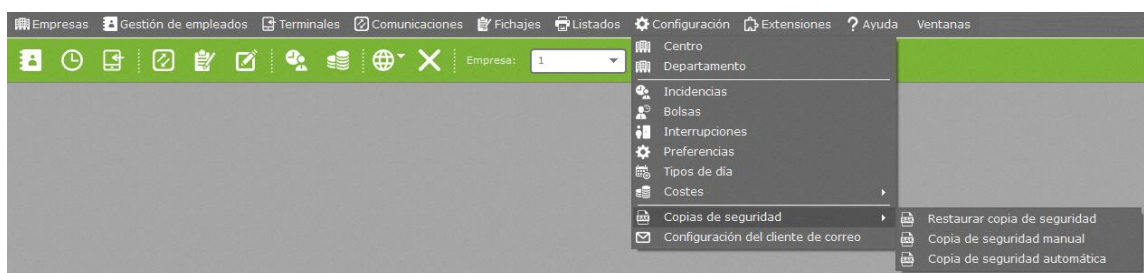 Empresas Gestión de empleados Terminales Comunicaciones Fichajes Listados Configuración Extensiones ? Ayuda Ventanas
Empresa: 1
Centro
Departamento
Incidencias
Bolsas
Interrupciones
Preferencias
Tipos de día
Costes
Copias de seguridad
Configuración del cliente de correo
Restaurar copia de seguridad
Copia de seguridad manual
Copia de seguridad automática